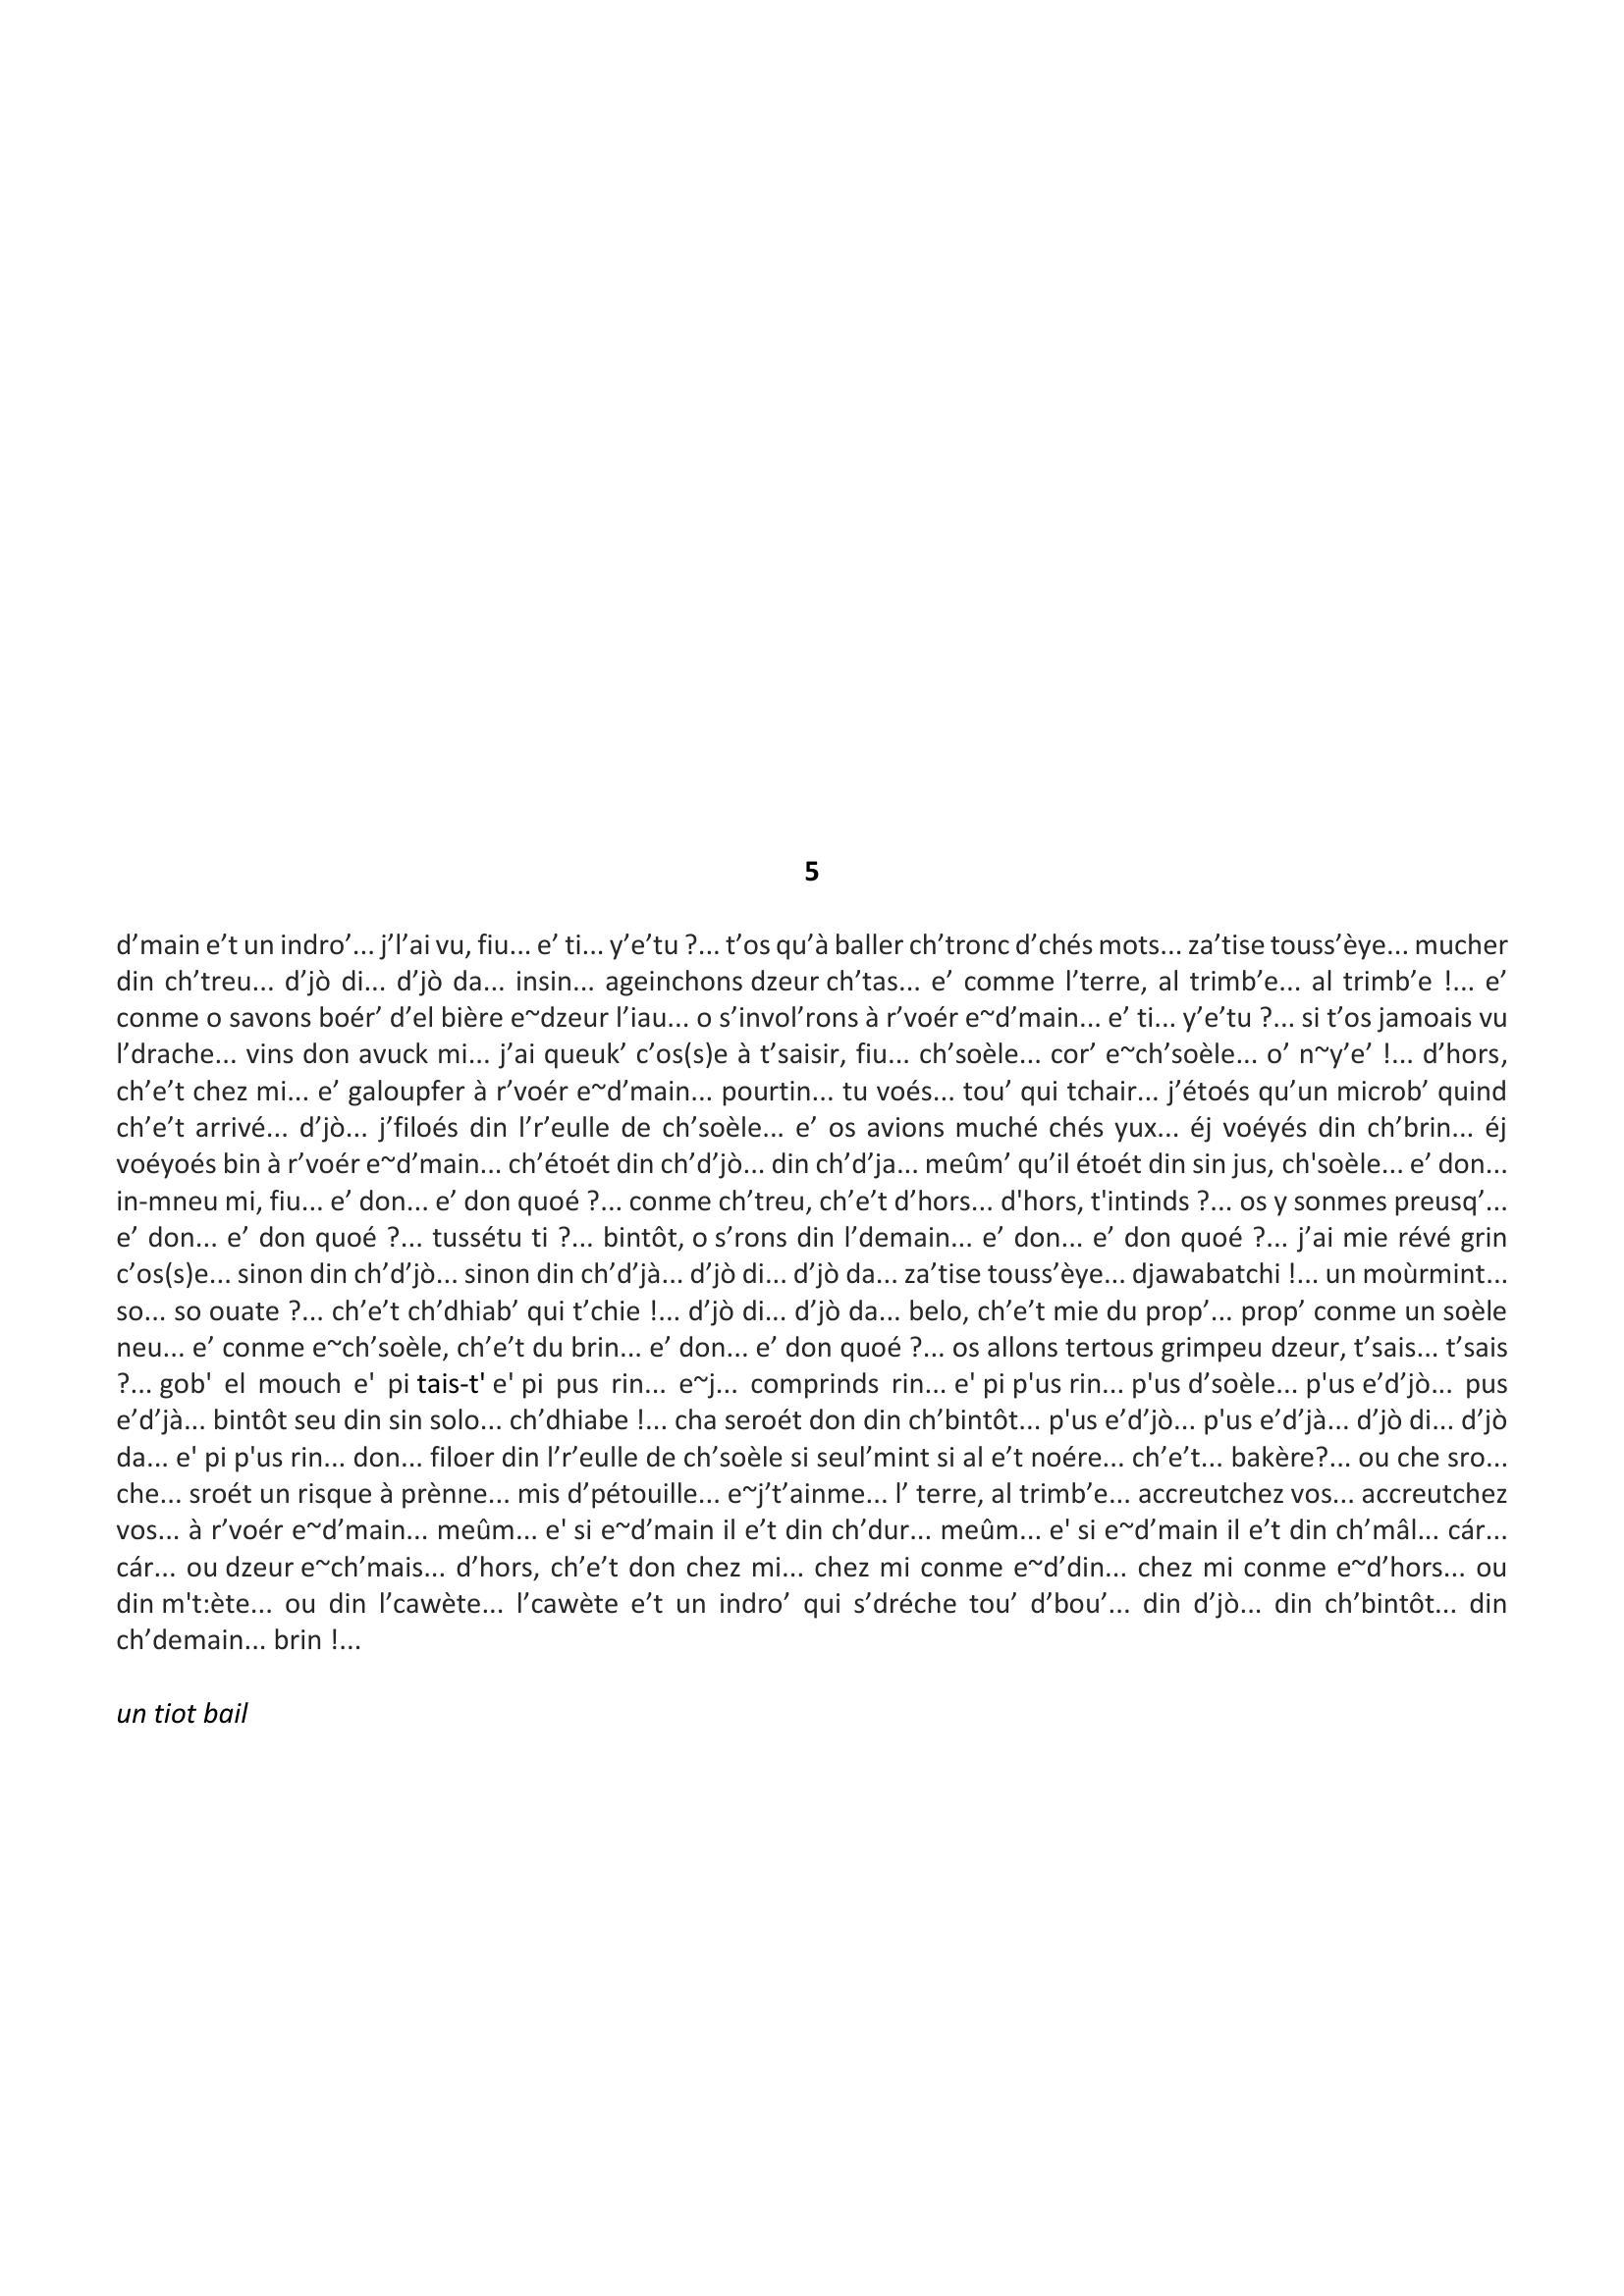 5
d’main e’t un indro’... j’l’ai vu, fiu... e’ ti... y’e’tu ?... t’os qu’à baller ch’tronc d’chés mots... za’tise touss’èye... mucher
din ch’treu... d’jò di... d’jò da... insin... ageinchons dzeur ch’tas... e’ comme l’terre, al trimb’e... al trimb’e !... e’
conme o savons boér’ d’el bière e~dzeur l’iau... o s’invol’rons à r’voér e~d’main... e’ ti... y’e’tu ?... si t’os jamoais vu
l’drache... vins don avuck mi... j’ai queuk’ c’os(s)e à t’saisir, fiu... ch’soèle... cor’ e~ch’soèle... o’ n~y’e’ !... d’hors,
ch’e’t chez mi... e’ galoupfer à r’voér e~d’main... pourtin... tu voés... tou’ qui tchair... j’étoés qu’un microb’ quind
ch’e’t arrivé... d’jò... j’filoés din l’r’eulle de ch’soèle... e’ os avions muché chés yux... éj voéyés din ch’brin... éj
voéyoés bin à r’voér e~d’main... ch’étoét din ch’d’jò... din ch’d’ja... meûm’ qu’il étoét din sin jus, ch'soèle... e’ don...
in-mneu mi, fiu... e’ don... e’ don quoé ?... conme ch’treu, ch’e’t d’hors... d'hors, t'intinds ?... os y sonmes preusq’...
e’ don... e’ don quoé ?... tussétu ti ?... bintôt, o s’rons din l’demain... e’ don... e’ don quoé ?... j’ai mie révé grin
c’os(s)e... sinon din ch’d’jò... sinon din ch’d’jà... d’jò di... d’jò da... za’tise touss’èye... djawabatchi !... un moùrmint...
so... so ouate ?... ch’e’t ch’dhiab’ qui t’chie !... d’jò di... d’jò da... belo, ch’e’t mie du prop’... prop’ conme un soèle
neu... e’ conme e~ch’soèle, ch’e’t du brin... e’ don... e’ don quoé ?... os allons tertous grimpeu dzeur, t’sais... t’sais
?... gob' el mouch e' pi tais-t' e' pi pus rin... e~j... comprinds rin... e' pi p'us rin... p'us d’soèle... p'us e’d’jò... pus
e’d’jà... bintôt seu din sin solo... ch’dhiabe !... cha seroét don din ch’bintôt... p'us e’d’jò... p'us e’d’jà... d’jò di... d’jò
da... e' pi p'us rin... don... filoer din l’r’eulle de ch’soèle si seul’mint si al e’t noére... ch’e’t... bakère?... ou che sro...
che... sroét un risque à prènne... mis d’pétouille... e~j’t’ainme... l’ terre, al trimb’e... accreutchez vos... accreutchez
vos... à r’voér e~d’main... meûm... e' si e~d’main il e’t din ch’dur... meûm... e' si e~d’main il e’t din ch’mâl... cár...
cár... ou dzeur e~ch’mais... d’hors, ch’e’t don chez mi... chez mi conme e~d’din... chez mi conme e~d’hors... ou
din m't:ète... ou din l’cawète... l’cawète e’t un indro’ qui s’dréche tou’ d’bou’... din d’jò... din ch’bintôt... din
ch’demain... brin !...
un tiot bail